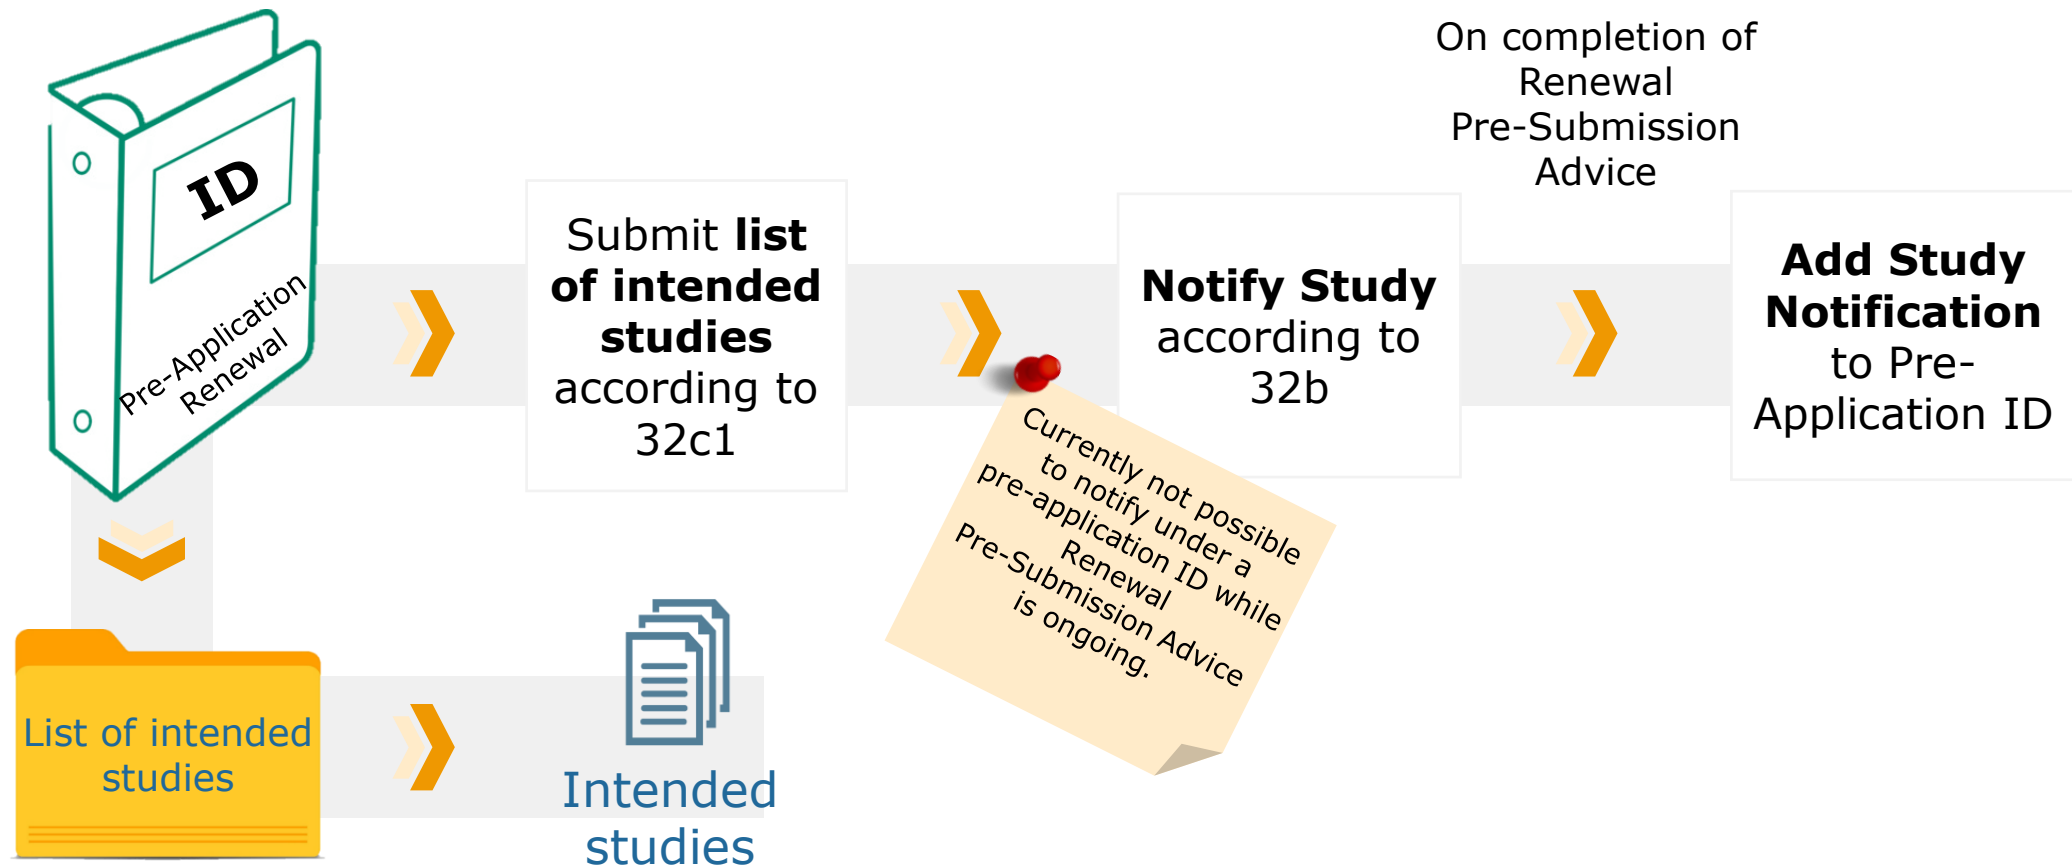 ID
Pre-Application
Renewal
Submit list
of intended
studies
according to
32c1
Notify Study
according to
32b
On completion of
Renewal
Pre-Submission
Advice
Add Study
Notification
to Pre-
Application ID
Currently not possible
to notify under a
pre-application ID while
Renewal
Pre-Submission Advice
is ongoing.
List of intended
studies
Intended
studies